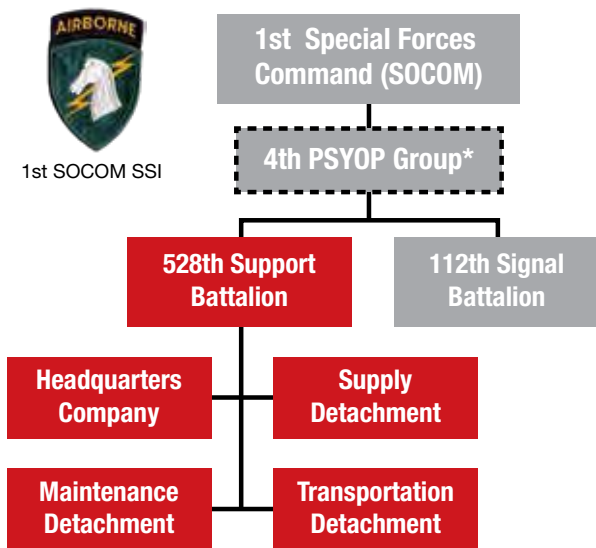 AIRBORNE
1st SOCOM SSI
1st Special Forces
Command (SOCOM)
4th PSYOP Group*
528th Support
Battalion
112th Signal
Battalion
Headquarters
Company
Supply
Detachment
Maintenance
Detachment
Transportation
Detachment